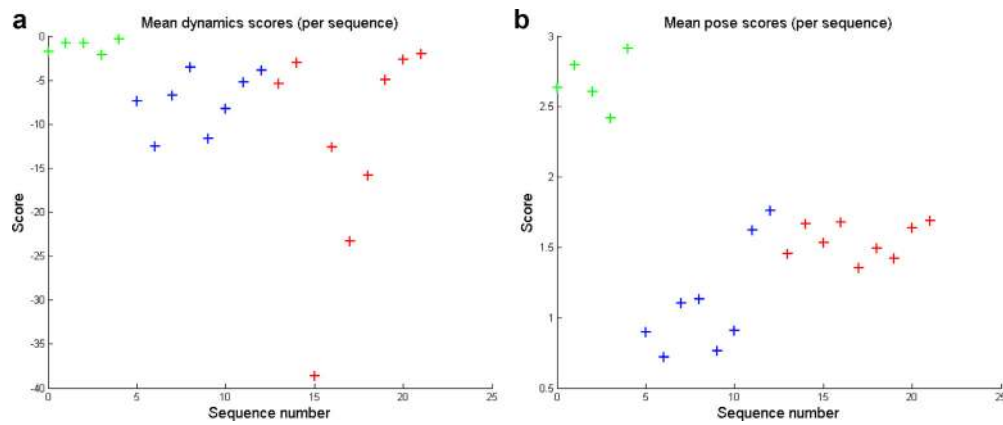 a
Mean dynamics scores (per sequence)
0
-5
-10
-15
-20
-25
-30
-35
-40
Score
0 5 10 15 20 25
Sequence number
b
Mean pose scores (per sequence)
3
2.5
2
1.5
1
0.5
Score
0 5 10 15 20 25
Sequence number